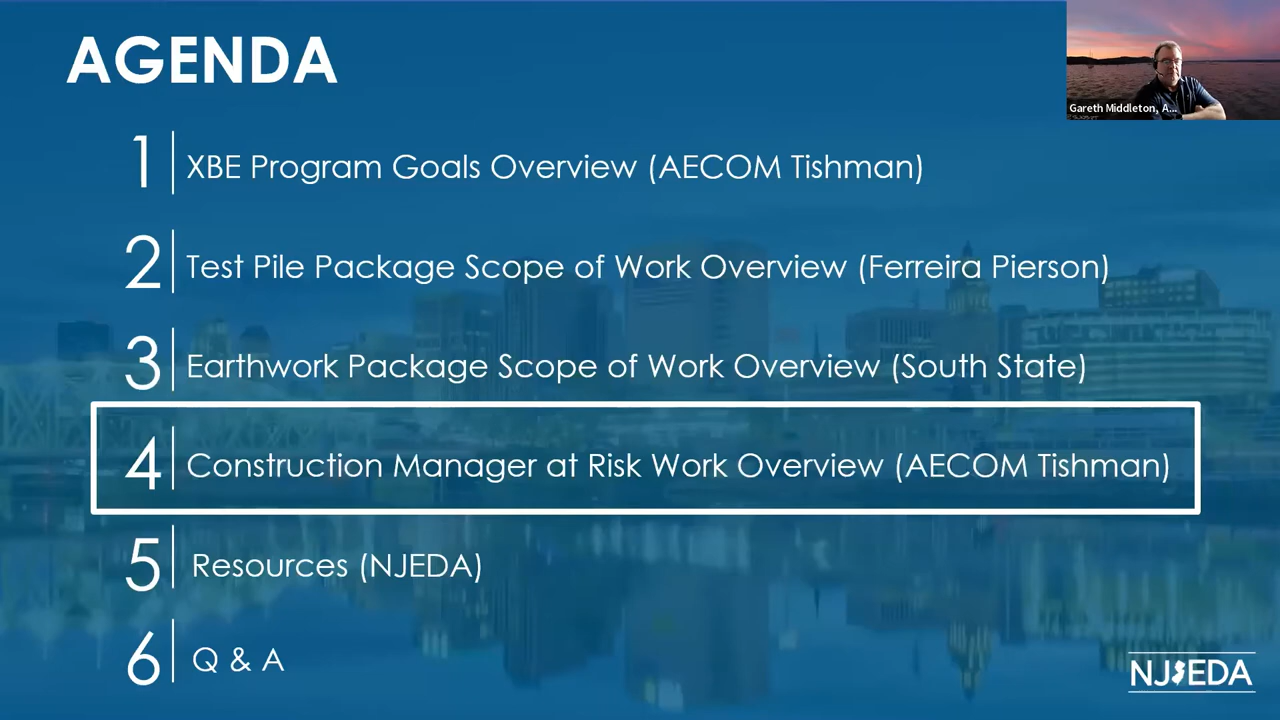 AGENDA
Gareth Middleton, A...
1 XBE Program Goals Overview (AECOM Tishman)
2 Test Pile Package Scope of Work Overview (Ferreira Pierson)
3 Earthwork Package Scope of Work Overview (South State)
4 Construction Manager at Risk Work Overview (AECOM Tishman)
5 Resources (NJEDA)
6 Q & A
NJEDA